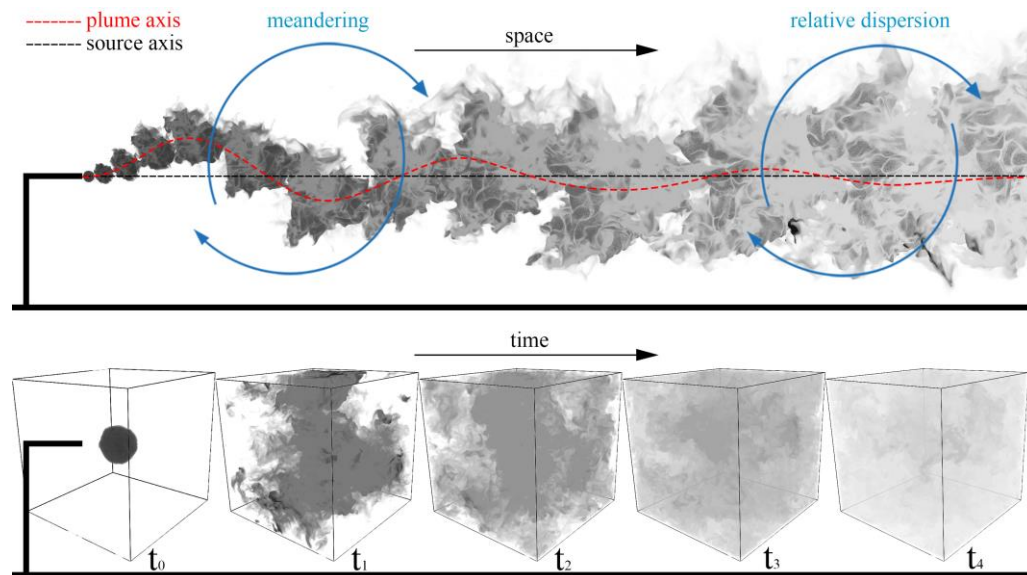 plume axis
source axis
meandering
space
relative dispersion
time
t₀
t₁
t₂
t₃
t₄